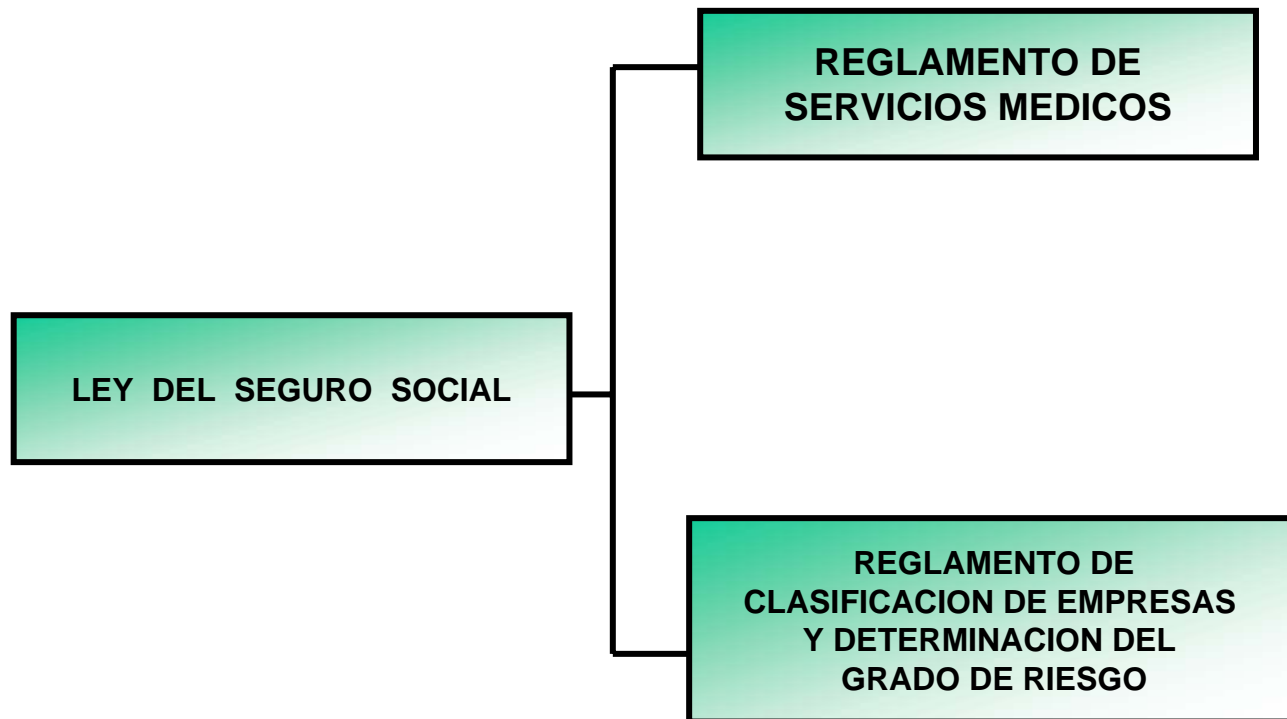 REGLAMENTO DE
SERVICIOS MEDICOS
LEY DEL SEGURO SOCIAL
REGLAMENTO DE
CLASIFICACION DE EMPRESAS
Y DETERMINACION DEL
GRADO DE RIESGO